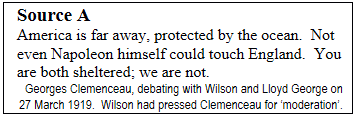 Source A
America is far away, protected by the ocean. Not
even Napoleon himself could touch England. You
are both sheltered; we are not.
Georges Clemenceau, debating with Wilson and Lloyd George on
27 March 1919. Wilson had pressed Clemenceau for ‘moderation’.